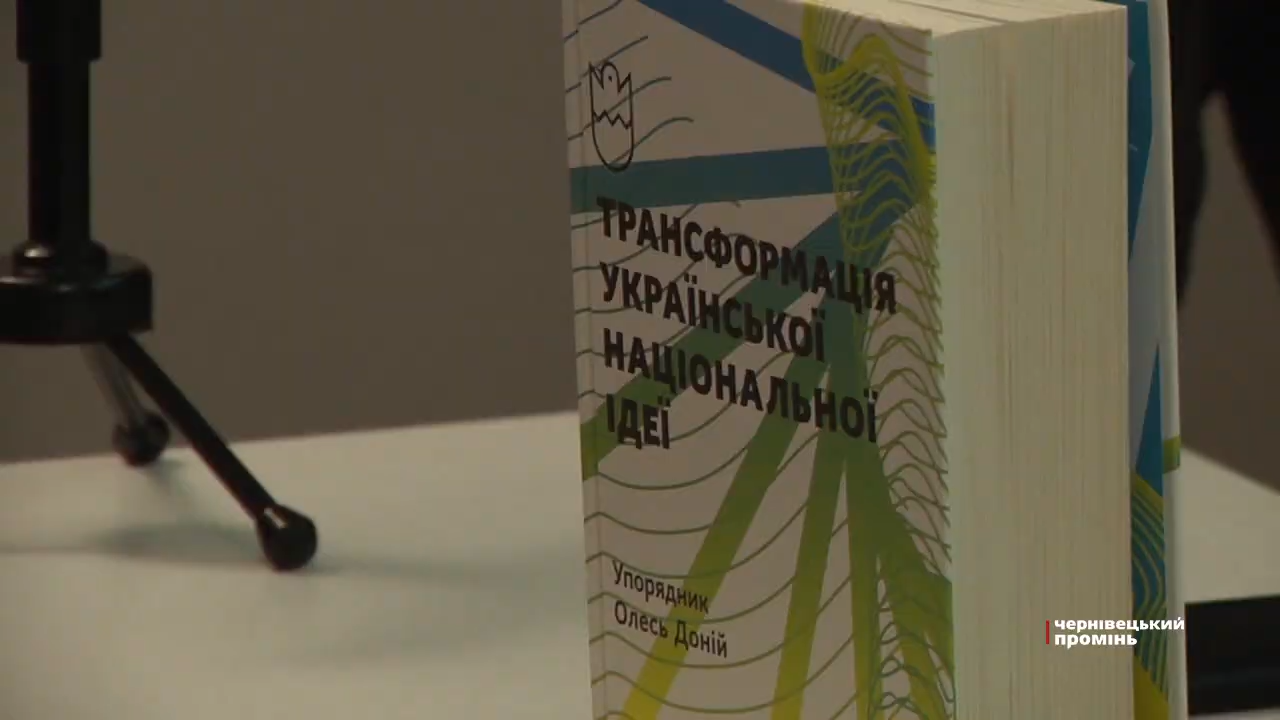 ТРАНСФОРМАЦІЯ
УКРАЇНСЬКОЇ
НАЦІОНАЛЬНОЇ
ІДЕЇ
Упорядник
Олесь Доній
чернівецький
промінь